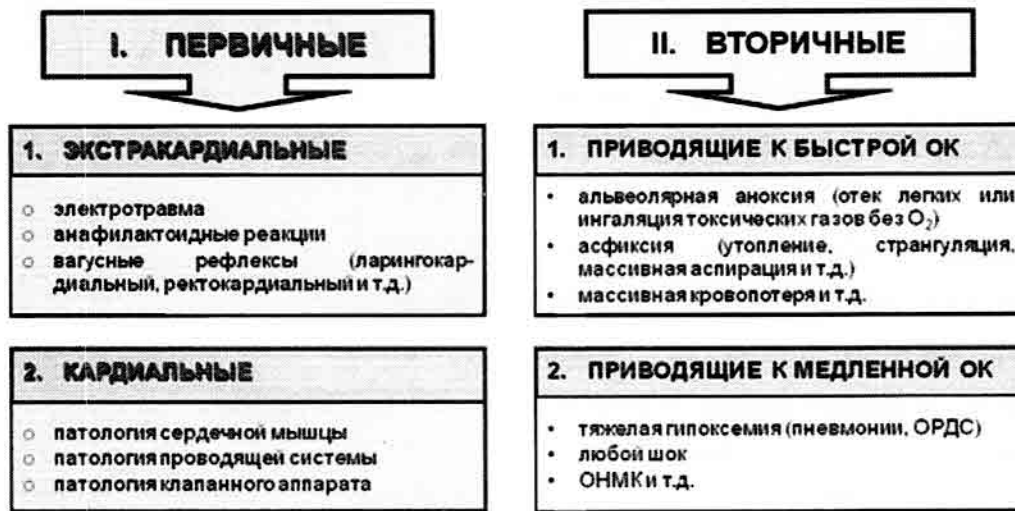 I. ПЕРВИЧНЫЕ
1. ЭКСТРАКАРДИАЛЬНЫЕ
электротравма
анафилактоидные реакции
вагусные рефлексы (ларингокар-
диальный, ректокардиальный и т.д.)
2. КАРДИАЛЬНЫЕ
патология сердечной мышцы
патология проводящей системы
патология клапанного аппарата
II. ВТОРИЧНЫЕ
1. ПРИВОДЯЩИЕ К БЫСТРОЙ ОК
• альвеолярная аноксия (отек легких или
ингаляция токсических газов без O₂)
• асфиксия (утопление, странгуляция,
массивная аспирация и т.д.)
• массивная кровопотеря и т.д.
2. ПРИВОДЯЩИЕ К МЕДЛЕННОЙ ОК
• тяжелая гипоксемия (пневмонии, ОРДС)
• любой шок
• ОНМК и т.д.